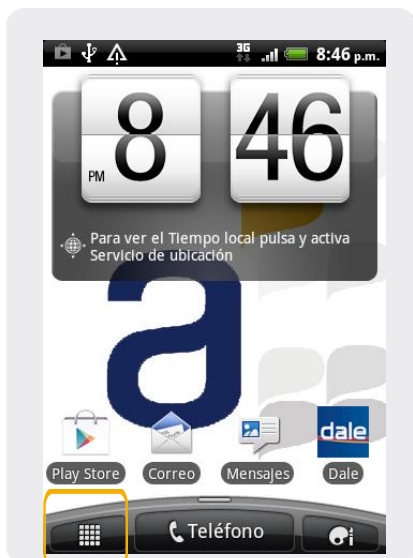 3G
8:46 p.m.
8
46
PM
Para ver el Tiempo local pulsa y activa
Servicio de ubicación
a
dale
Play Store
Correo
Mensajes
Dale
Teléfono